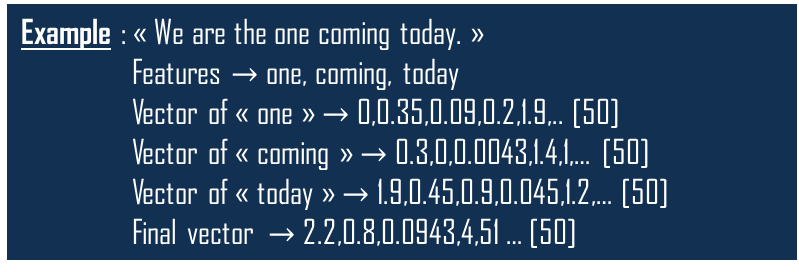 Example : « We are the one coming today. »
Features → one, coming, today
Vector of « one » → 0,0.35,0.09,0.2,1.9,.. [50]
Vector of « coming » → 0.3,0,0.0043,1.4,1,... [50]
Vector of « today » → 1.9,0.45,0.9,0.045,1.2,... [50]
Final vector → 2.2,0.8,0.0943,4,51 ... [50]